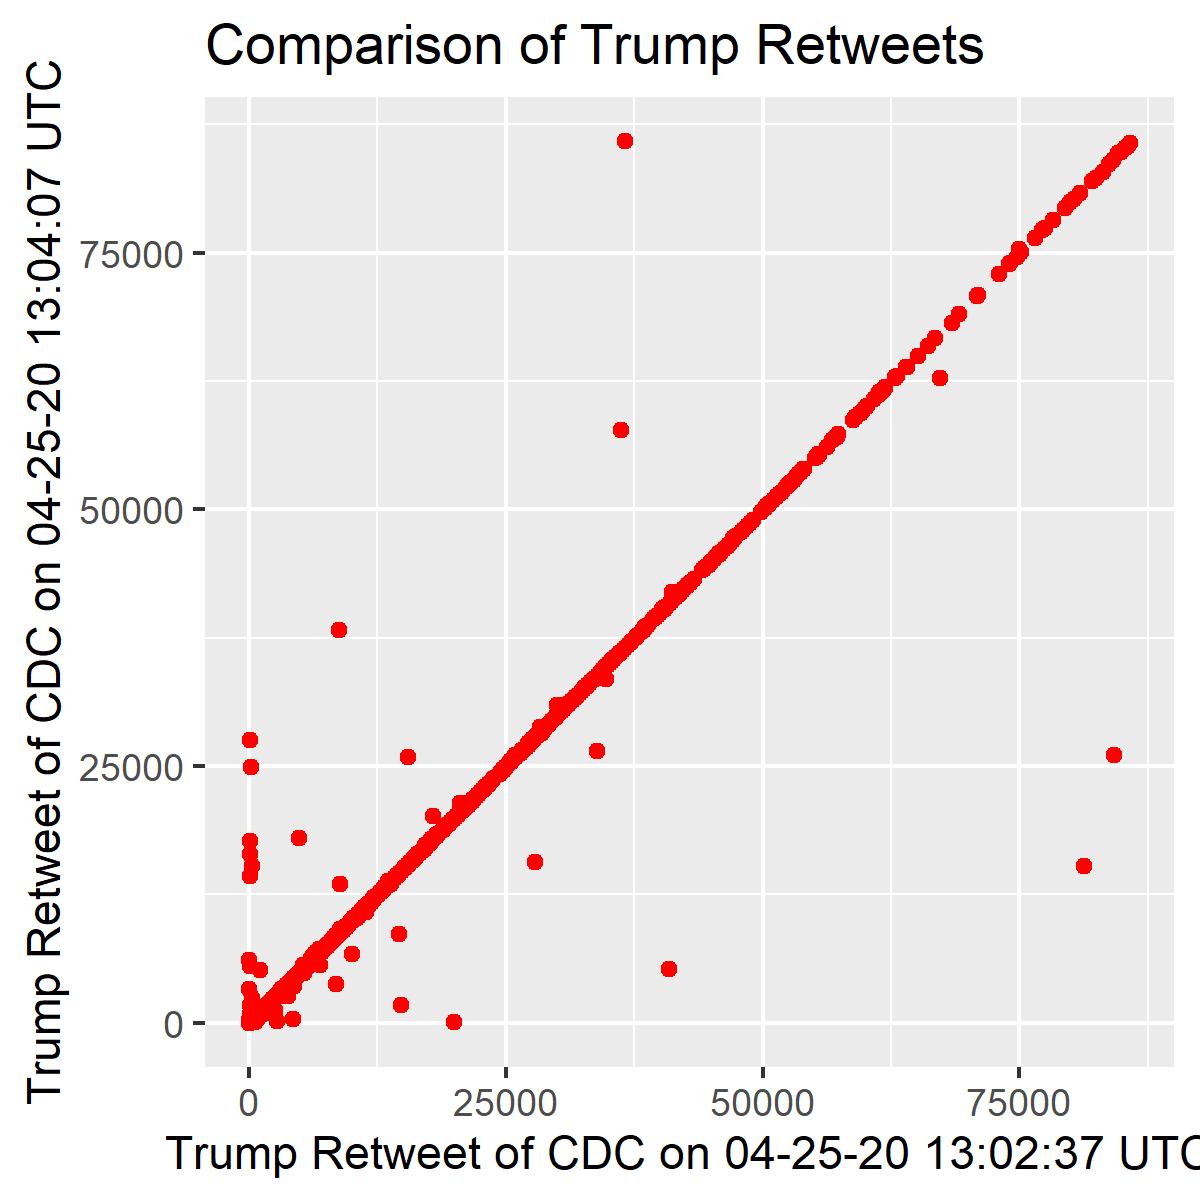 Comparison of Trump Retweets
Trump Retweet of CDC on 04-25-20 13:04:07 UTC
75000
50000
25000
0
0 25000 50000 75000
Trump Retweet of CDC on 04-25-20 13:02:37 UTC